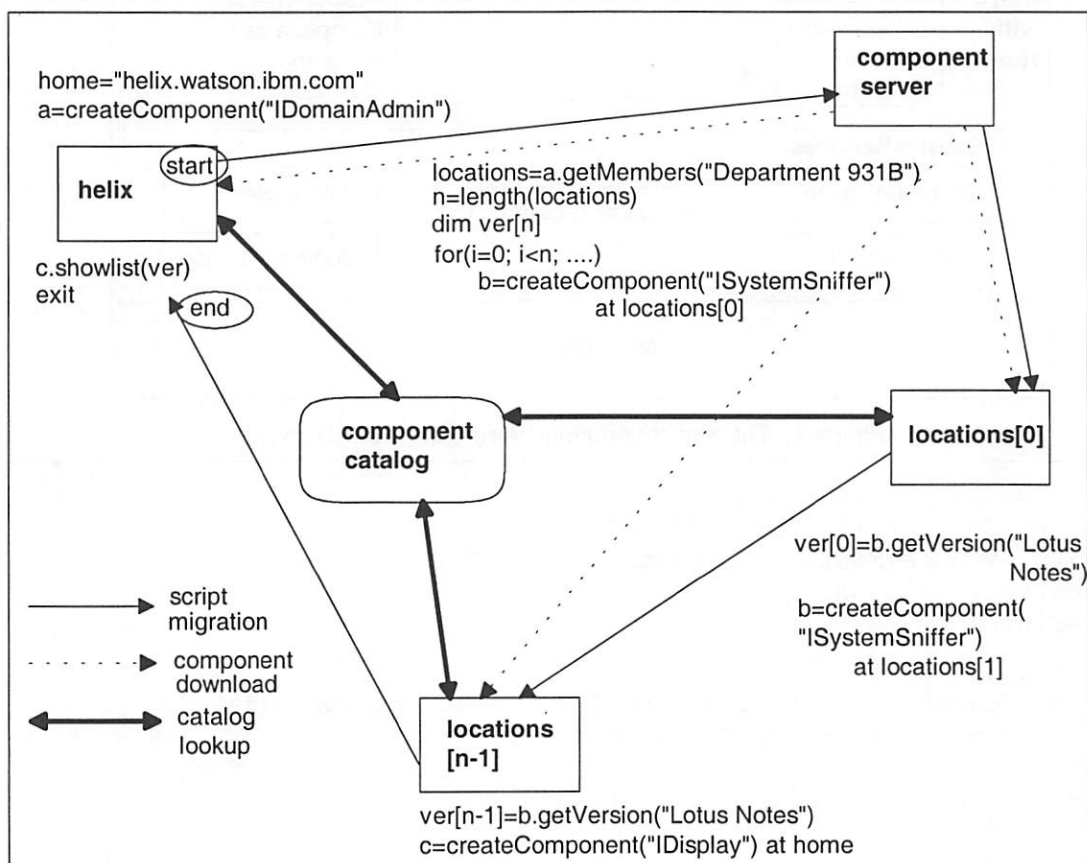 home="helix.watson.ibm.com"
a=createComponent("IDomainAdmin")
component
server
start
helix
locations=a.getMembers("Department 931B")
n=length(locations)
dim ver[n]
for(i=0; i<n; ....)
b=createComponent("ISystemSniffer")
at locations[0]
c.showlist(ver)
exit
end
component
catalog
locations[0]
ver[0]=b.getVersion("Lotus
Notes")
b=createComponent(
"ISystemSniffer")
at locations[1]
script
migration
component
download
catalog
lookup
locations
[n-1]
ver[n-1]=b.getVersion("Lotus Notes")
c=createComponent("IDisplay") at home